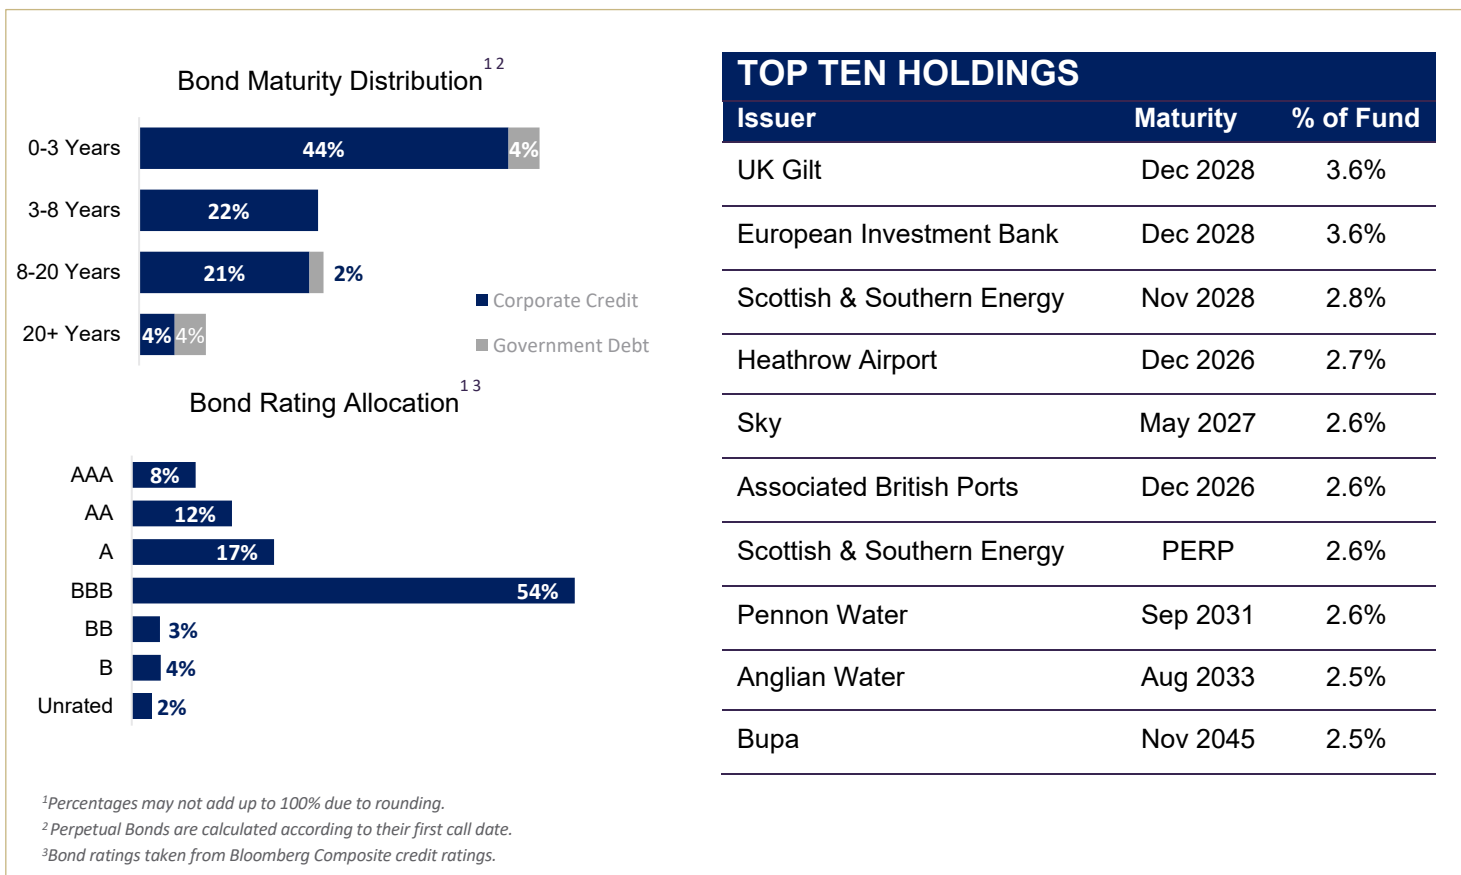 Bond Maturity Distribution 1 2
0-3 Years 44% 4%
3-8 Years 22%
8-20 Years 21% 2%
20+ Years 4% 4%
Corporate Credit
Government Debt
Bond Rating Allocation 1 3
AAA 8%
AA 12%
A 17%
BBB 54%
BB 3%
B 4%
Unrated 2%
1Percentages may not add up to 100% due to rounding.
2 Perpetual Bonds are calculated according to their first call date.
3Bond ratings taken from Bloomberg Composite credit ratings.
TOP TEN HOLDINGS
Issuer Maturity % of Fund
UK Gilt Dec 2028 3.6%
European Investment Bank Dec 2028 3.6%
Scottish & Southern Energy Nov 2028 2.8%
Heathrow Airport Dec 2026 2.7%
Sky May 2027 2.6%
Associated British Ports Dec 2026 2.6%
Scottish & Southern Energy PERP 2.6%
Pennon Water Sep 2031 2.6%
Anglian Water Aug 2033 2.5%
Bupa Nov 2045 2.5%